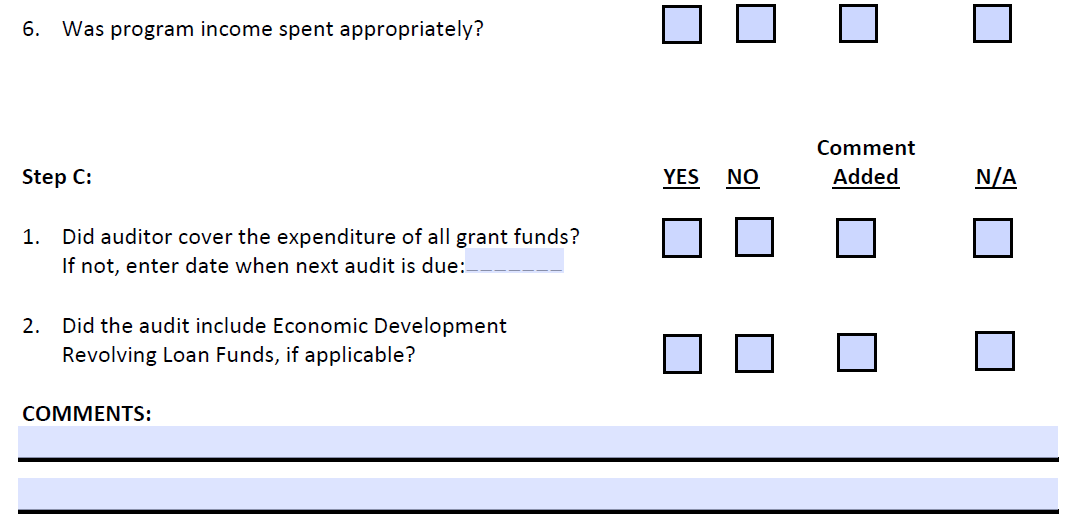 6. Was program income spent appropriately?
Comment
Step C: YES NO Added N/A
1. Did auditor cover the expenditure of all grant funds?
If not, enter date when next audit is due:_______
2. Did the audit include Economic Development
Revolving Loan Funds, if applicable?
COMMENTS: